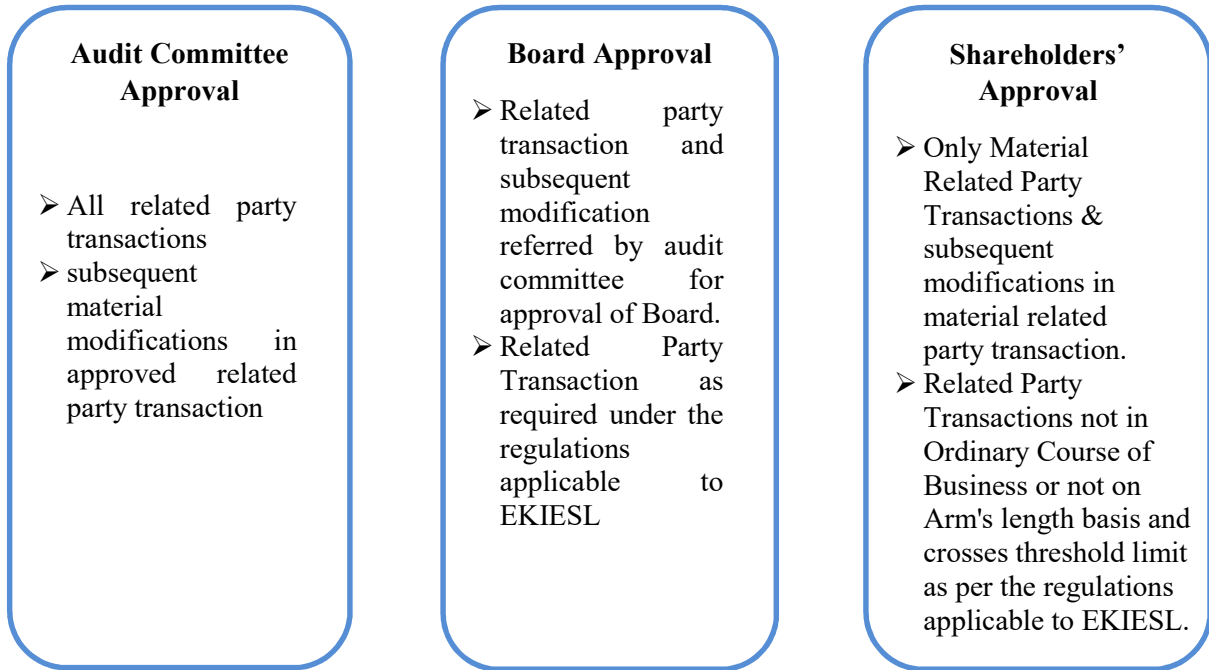 Audit Committee
Approval
➢ All related party
transactions
➢ subsequent
material
modifications in
approved related
party transaction
Board Approval
➢ Related party
transaction and
subsequent
modification
referred by audit
committee for
approval of Board.
➢ Related Party
Transaction as
required under the
regulations
applicable to
EKIESL
Shareholders’
Approval
➢ Only Material
Related Party
Transactions &
subsequent
modifications in
material related
party transaction.
➢ Related Party
Transactions not in
Ordinary Course of
Business or not on
Arm's length basis and
crosses threshold limit
as per the regulations
applicable to EKIESL.